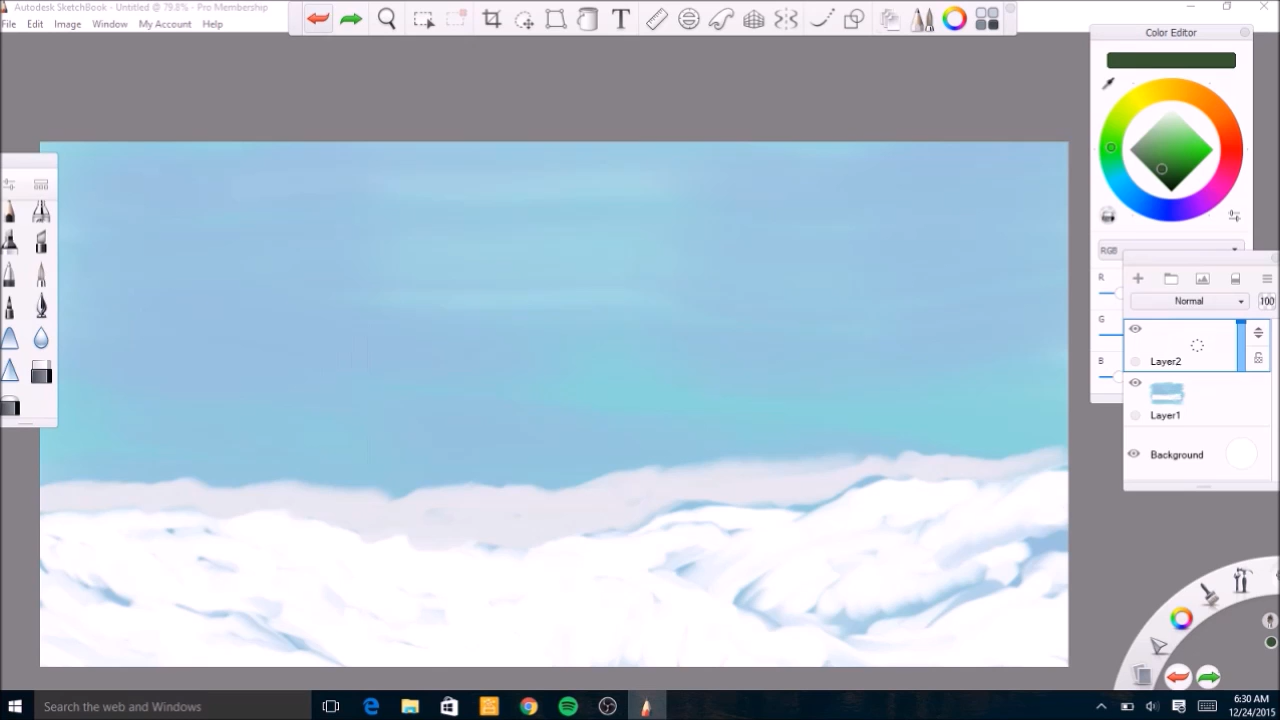 Autodesk SketchBook - Untitled @ 79.8% - Pro Membership
File Edit Image Window My Account Help
T
Color Editor
RGB
R
G
B
Normal 100
Layer2
Layer1
Background
Search the web and Windows
6:30 AM
12/24/2015